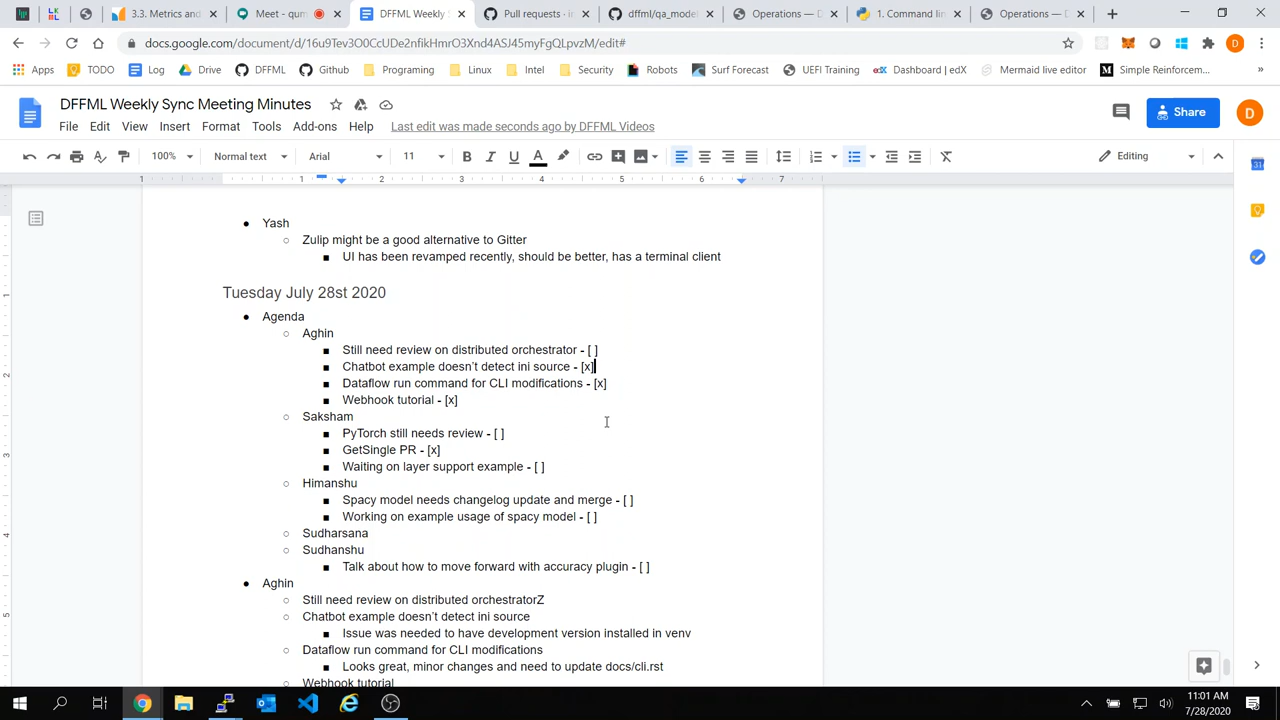 3.3. Metrics and
Meet - qum
DFFML Weekly S
Pull requests · in
dffml/qa_model
Operations — D
1. Command lin
Operations — D
docs.google.com/document/d/16u9Tev3O0CcUDe2nfikHmrO3Xnd4ASJ45myFgQLpvzM/edit#
Apps TODO Log Drive DFFML Github Programing Linux Intel Security Robots Surf Forecast UEFI Training Dashboard | edX Mermaid live editor Simple Reinforcem... »
DFFML Weekly Sync Meeting Minutes
Share
D
File Edit View Insert Format Tools Add-ons Help Last edit was made seconds ago by DFFML Videos
100% Normal text Arial 11 B I U A Editing
1 1 2 3 4 5 6 7
● Yash
○ Zulip might be a good alternative to Gitter
■ UI has been revamped recently, should be better, has a terminal client
Tuesday July 28st 2020
● Agenda
○ Aghin
■ Still need review on distributed orchestrator - [ ]
■ Chatbot example doesn't detect ini source - [x]
■ Dataflow run command for CLI modifications - [x]
■ Webhook tutorial - [x]
○ Saksham
■ PyTorch still needs review - [ ]
■ GetSingle PR - [x]
■ Waiting on layer support example - [ ]
○ Himanshu
■ Spacy model needs changelog update and merge - [ ]
■ Working on example usage of spacy model - [ ]
○ Sudharsana
○ Sudhanshu
■ Talk about how to move forward with accuracy plugin - [ ]
● Aghin
○ Still need review on distributed orchestratorZ
○ Chatbot example doesn't detect ini source
■ Issue was needed to have development version installed in venv
○ Dataflow run command for CLI modifications
■ Looks great, minor changes and need to update docs/cli.rst
Webhook tutorial
11:01 AM
7/28/2020